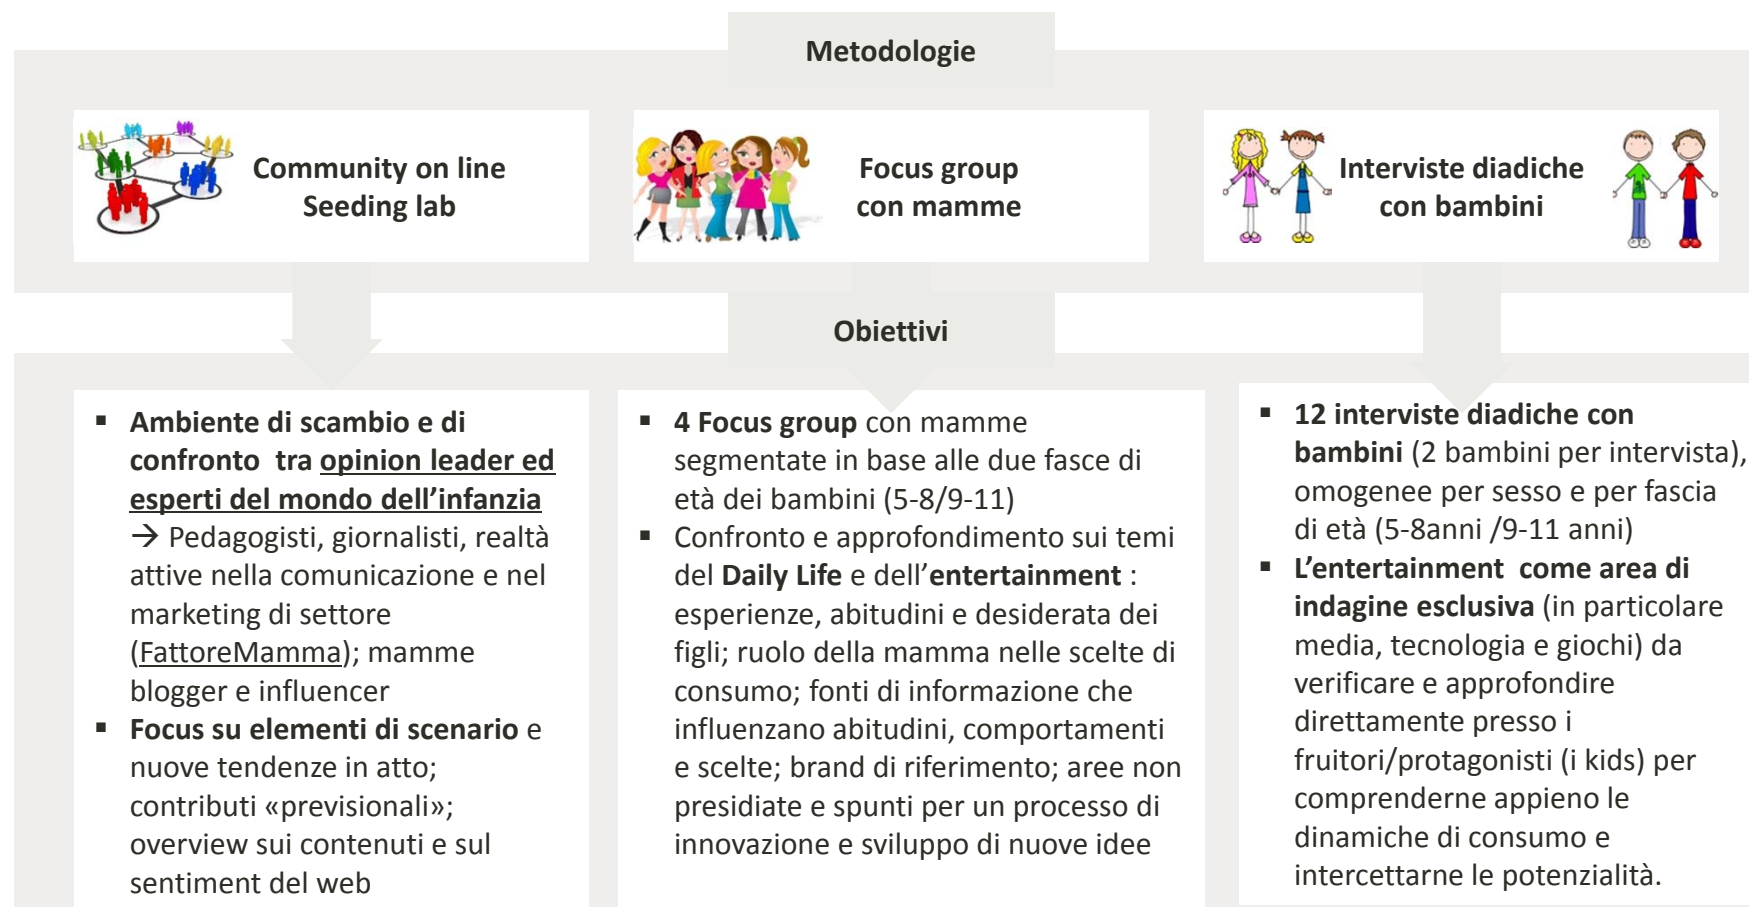 Metodologie
Community on line
Seeding lab
Focus group
con mamme
Interviste diadiche
con bambini
Obiettivi
▪ Ambiente di scambio e di
confronto  tra opinion leader ed
esperti del mondo dell’infanzia
→ Pedagogisti, giornalisti, realtà
attive nella comunicazione e nel
marketing di settore
(FattoreMamma); mamme
blogger e influencer
▪ Focus su elementi di scenario e
nuove tendenze in atto;
contributi «previsionali»;
overview sui contenuti e sul
sentiment del web
▪ 4 Focus group con mamme
segmentate in base alle due fasce di
età dei bambini (5-8/9-11)
▪ Confronto e approfondimento sui temi
del Daily Life e dell’entertainment :
esperienze, abitudini e desiderata dei
figli; ruolo della mamma nelle scelte di
consumo; fonti di informazione che
influenzano abitudini, comportamenti
e scelte; brand di riferimento; aree non
presidiate e spunti per un processo di
innovazione e sviluppo di nuove idee
▪ 12 interviste diadiche con
bambini (2 bambini per intervista),
omogenee per sesso e per fascia
di età (5-8anni /9-11 anni)
▪ L’entertainment  come area di
indagine esclusiva (in particolare
media, tecnologia e giochi) da
verificare e approfondire
direttamente presso i
fruitori/protagonisti (i kids) per
comprenderne appieno le
dinamiche di consumo e
intercettarne le potenzialità.